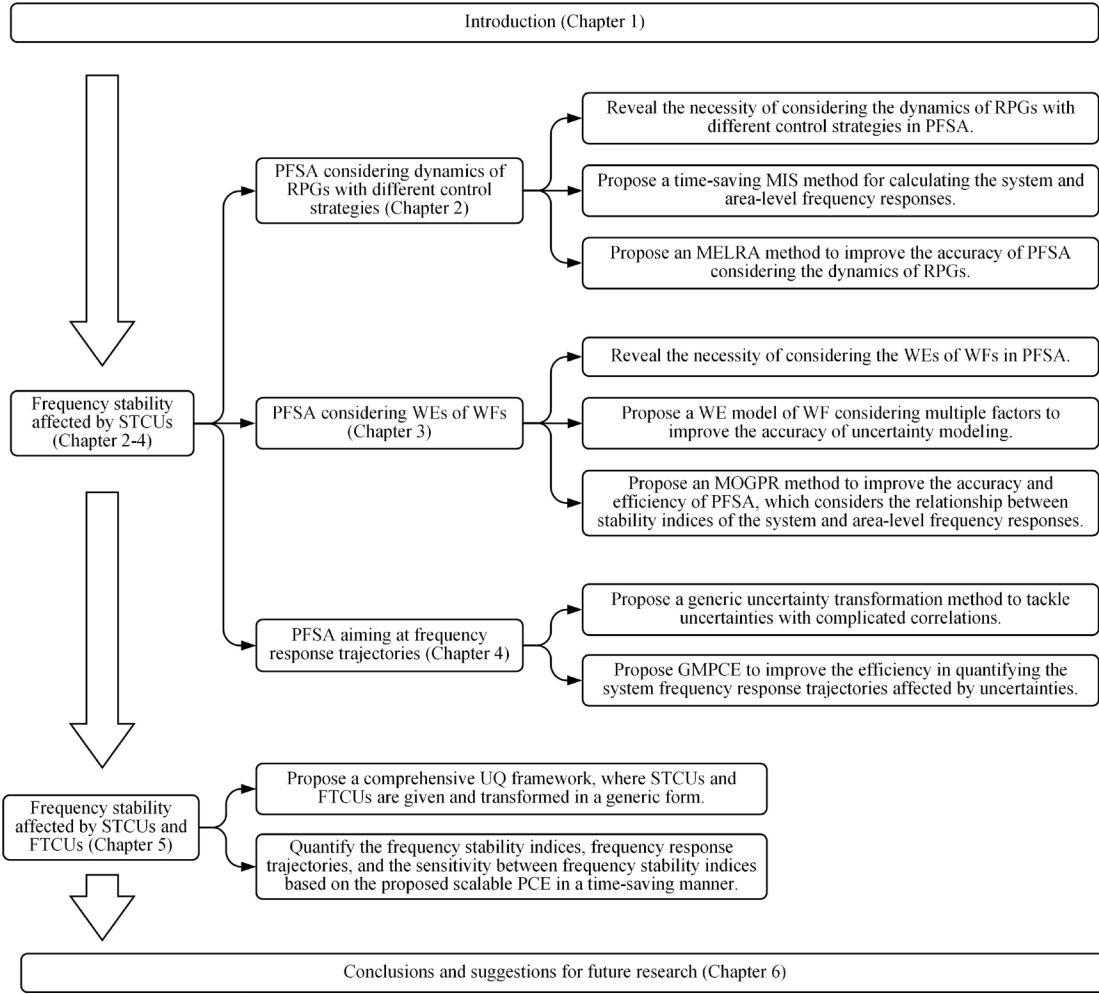 Introduction (Chapter 1)
Reveal the necessity of considering the dynamics of RPGs with
different control strategies in PFSA.
PFSA considering dynamics of
RPGs with different control
strategies (Chapter 2)
Propose a time-saving MIS method for calculating the system and
area-level frequency responses.
Propose an MELRA method to improve the accuracy of PFSA
considering the dynamics of RPGs.
Frequency stability
affected by STCUs
(Chapter 2-4)
PFSA considering WEs of WFs
(Chapter 3)
Reveal the necessity of considering the WEs of WFs in PFSA.
Propose a WE model of WF considering multiple factors to
improve the accuracy of uncertainty modeling.
Propose an MOGPR method to improve the accuracy and
efficiency of PFSA, which considers the relationship between
stability indices of the system and area-level frequency responses.
PFSA aiming at frequency
response trajectories (Chapter 4)
Propose a generic uncertainty transformation method to tackle
uncertainties with complicated correlations.
Propose GMPCE to improve the efficiency in quantifying the
system frequency response trajectories affected by uncertainties.
Frequency stability
affected by STCUs and
FTCUs (Chapter 5)
Propose a comprehensive UQ framework, where STCUs and
FTCUs are given and transformed in a generic form.
Quantify the frequency stability indices, frequency response
trajectories, and the sensitivity between frequency stability indices
based on the proposed scalable PCE in a time-saving manner.
Conclusions and suggestions for future research (Chapter 6)